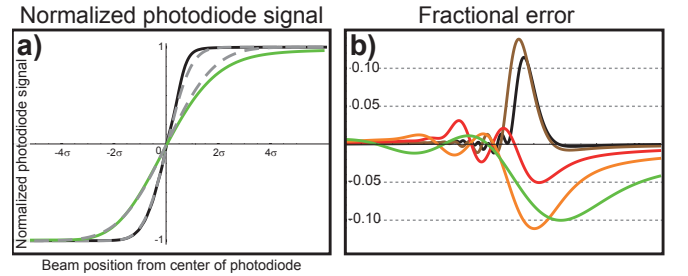 Normalized photodiode signal
Fractional error
a)
b)
Normalized photodiode signal
1
-4σ
-2σ
0
2σ
4σ
-1
Beam position from center of photodiode
0.10
0.05
-0.05
-0.10